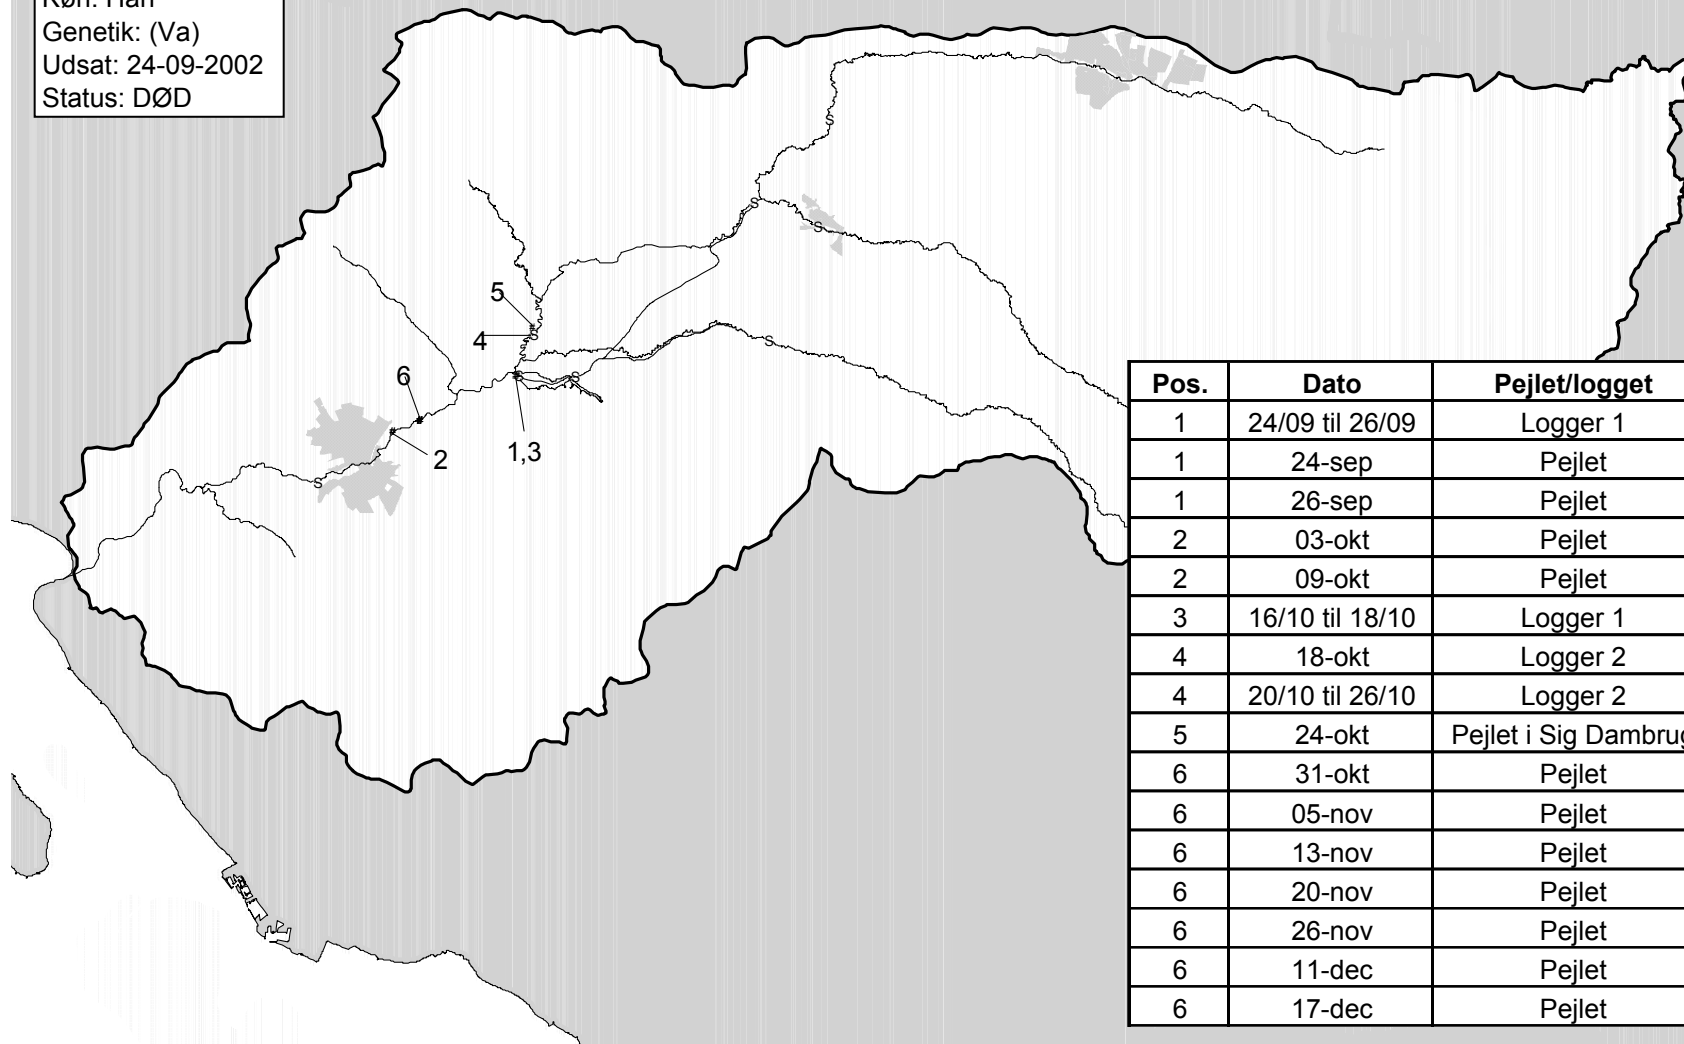 Køn: Han
Genetik: (Va)
Udsat: 24-09-2002
Status: DØD
5
4
6
2
1,3
Pos. Dato Pejlet/logget
1 24/09 til 26/09 Logger 1
1 24-sep Pejlet
1 26-sep Pejlet
2 03-okt Pejlet
2 09-okt Pejlet
3 16/10 til 18/10 Logger 1
4 18-okt Logger 2
4 20/10 til 26/10 Logger 2
5 24-okt Pejlet i Sig Dambrug
6 31-okt Pejlet
6 05-nov Pejlet
6 13-nov Pejlet
6 20-nov Pejlet
6 26-nov Pejlet
6 11-dec Pejlet
6 17-dec Pejlet